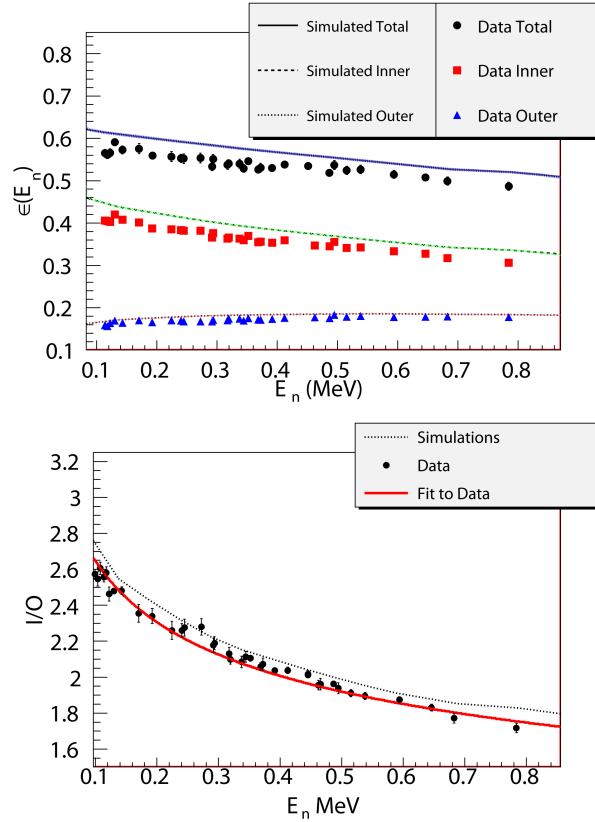 Simulated Total
Data Total
Simulated Inner
Data Inner
Simulated Outer
Data Outer
0.8
0.7
0.6
0.5
0.4
0.3
0.2
0.1
∈(E_n)
0.1 0.2 0.3 0.4 0.5 0.6 0.7 0.8
E_n (MeV)
Simulations
Data
Fit to Data
3.2
3
2.8
2.6
2.4
2.2
2
1.8
1.6
I/O
0.1 0.2 0.3 0.4 0.5 0.6 0.7 0.8
E_n MeV